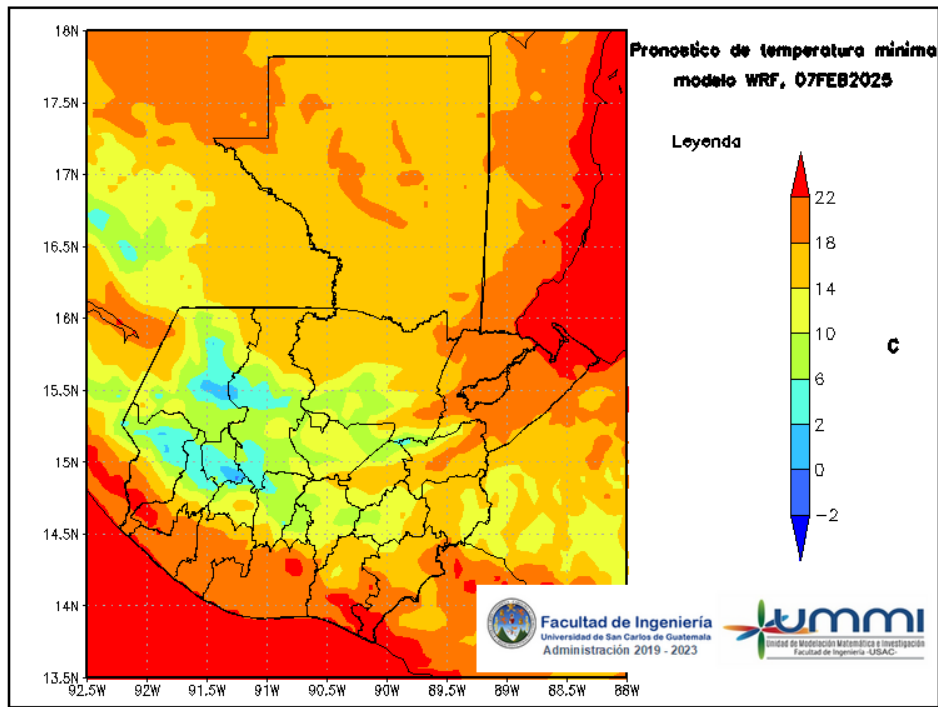 Pronostico de temperatura minima
modelo WRF, 07FEB2025
Leyenda
22
18
14
10
6
2
0
−2
C
18N
17.5N
17N
16.5N
16N
15.5N
15N
14.5N
14N
13.5N
92.5W 92W 91.5W 91W 90.5W 90W 89.5W 89W 88.5W 88W
Facultad de Ingeniería
Universidad de San Carlos de Guatemala
Administración 2019 - 2023
ummi
Unidad de Modelación Matemática e Investigación
Facultad de Ingeniería -USAC-